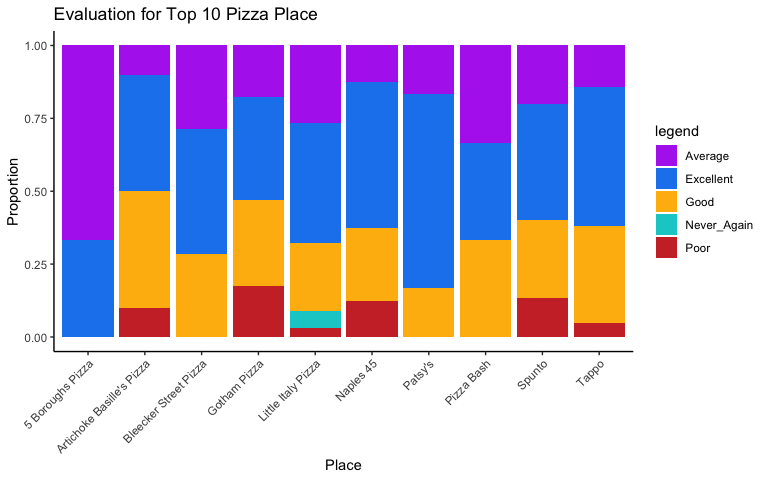 Evaluation for Top 10 Pizza Place
Proportion
1.00
0.75
0.50
0.25
0.00
5 Boroughs Pizza
Artichoke Basille's Pizza
Bleecker Street Pizza
Gotham Pizza
Little Italy Pizza
Naples 45
Patsy's
Pizza Bash
Spunto
Tappo
Place
legend
Average
Excellent
Good
Never_Again
Poor